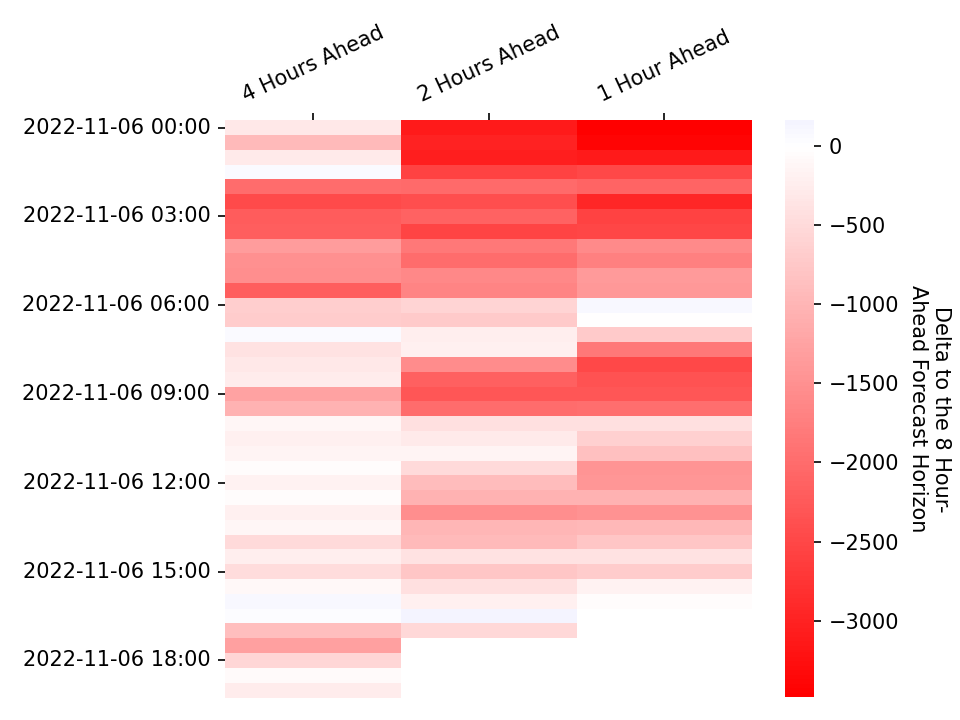 4 Hours Ahead
2 Hours Ahead
1 Hour Ahead
2022-11-06 00:00
2022-11-06 03:00
2022-11-06 06:00
2022-11-06 09:00
2022-11-06 12:00
2022-11-06 15:00
2022-11-06 18:00
0
−500
−1000
−1500
−2000
−2500
−3000
Delta to the 8 Hour-
Ahead Forecast Horizon